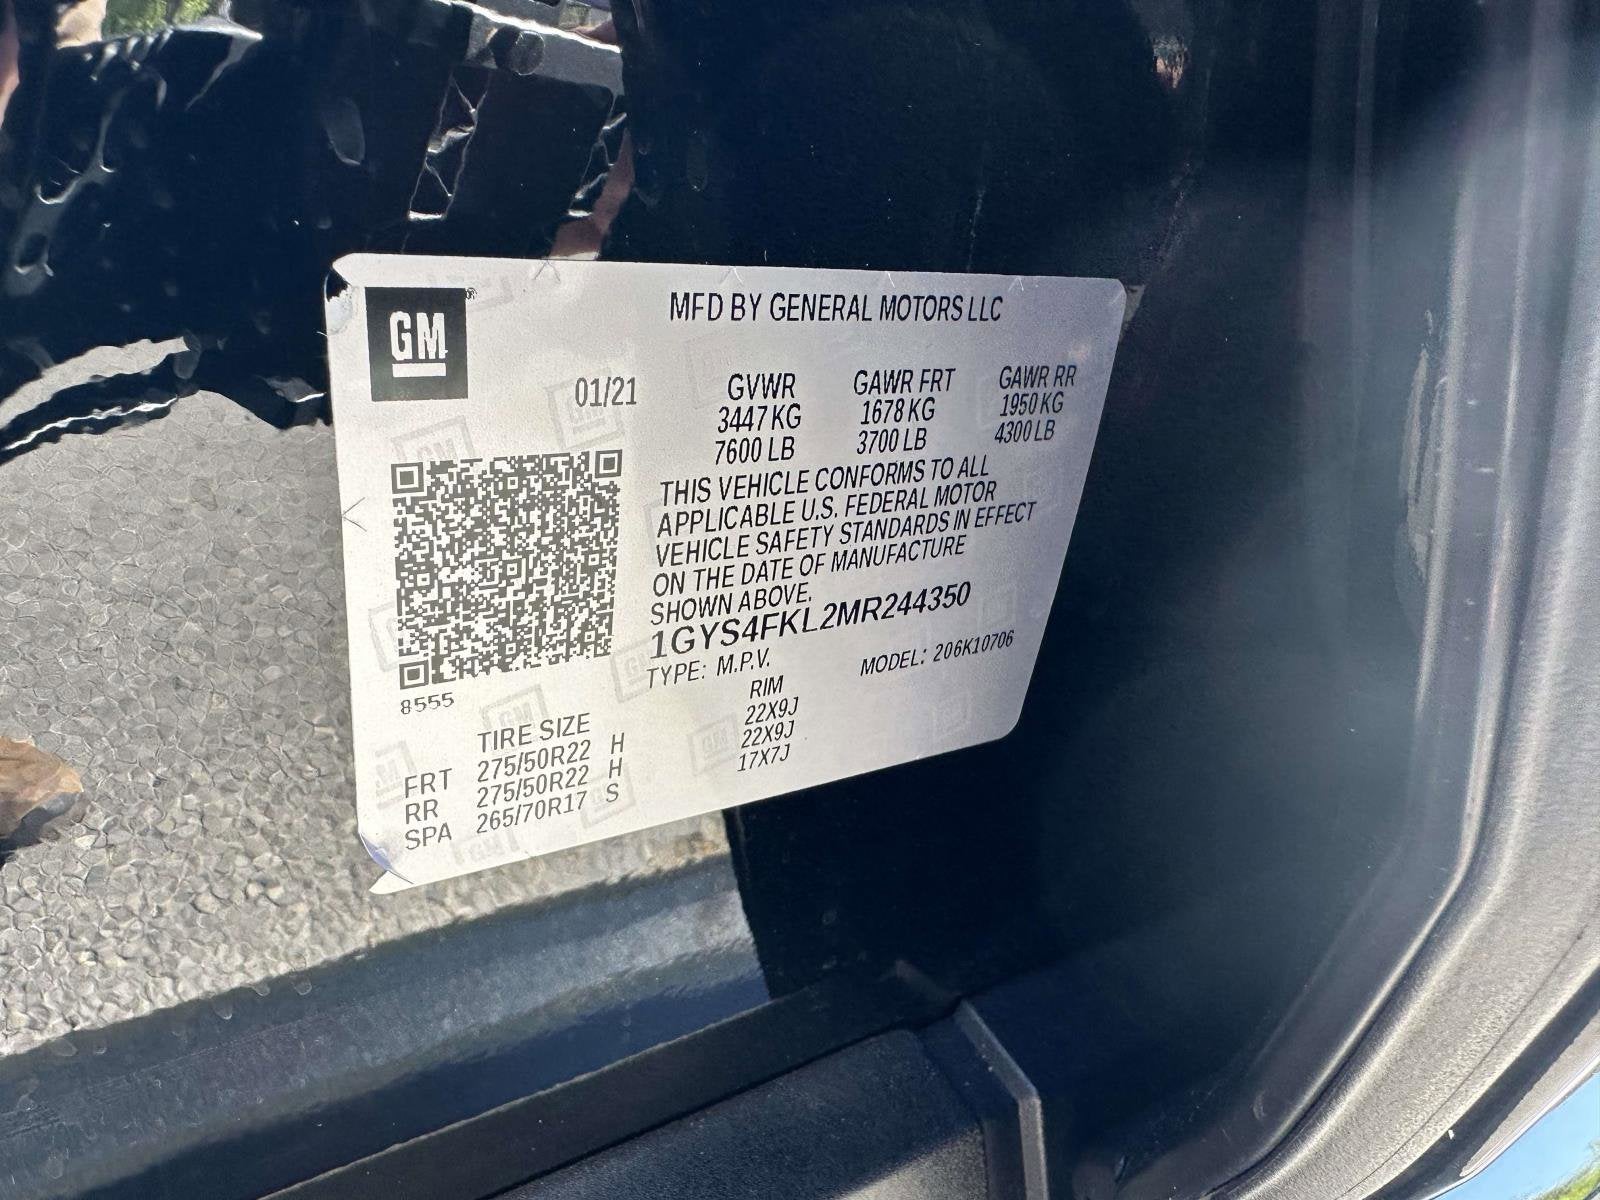 GM
MFD BY GENERAL MOTORS LLC
01/21
GVWR GAWR FRT GAWR RR
3447 KG 1678 KG 1950 KG
7600 LB 3700 LB 4300 LB
THIS VEHICLE CONFORMS TO ALL
APPLICABLE U.S. FEDERAL MOTOR
VEHICLE SAFETY STANDARDS IN EFFECT
ON THE DATE OF MANUFACTURE
SHOWN ABOVE.
1GYS4FKL2MR244350
TYPE: M.P.V. MODEL: 206K10706
8555
TIRE SIZE RIM
FRT 275/50R22 H 22X9J
RR 275/50R22 H 22X9J
SPA 265/70R17 S 17X7J